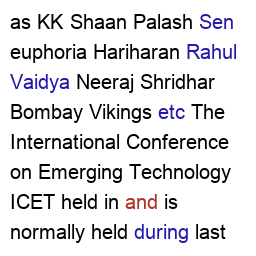 as KK Shaan Palash Sen
euphoria Hariharan Rahul
Vaidya Neeraj Shridhar
Bombay Vikings etc The
International Conference
on Emerging Technology
ICET held in and is
normally held during last